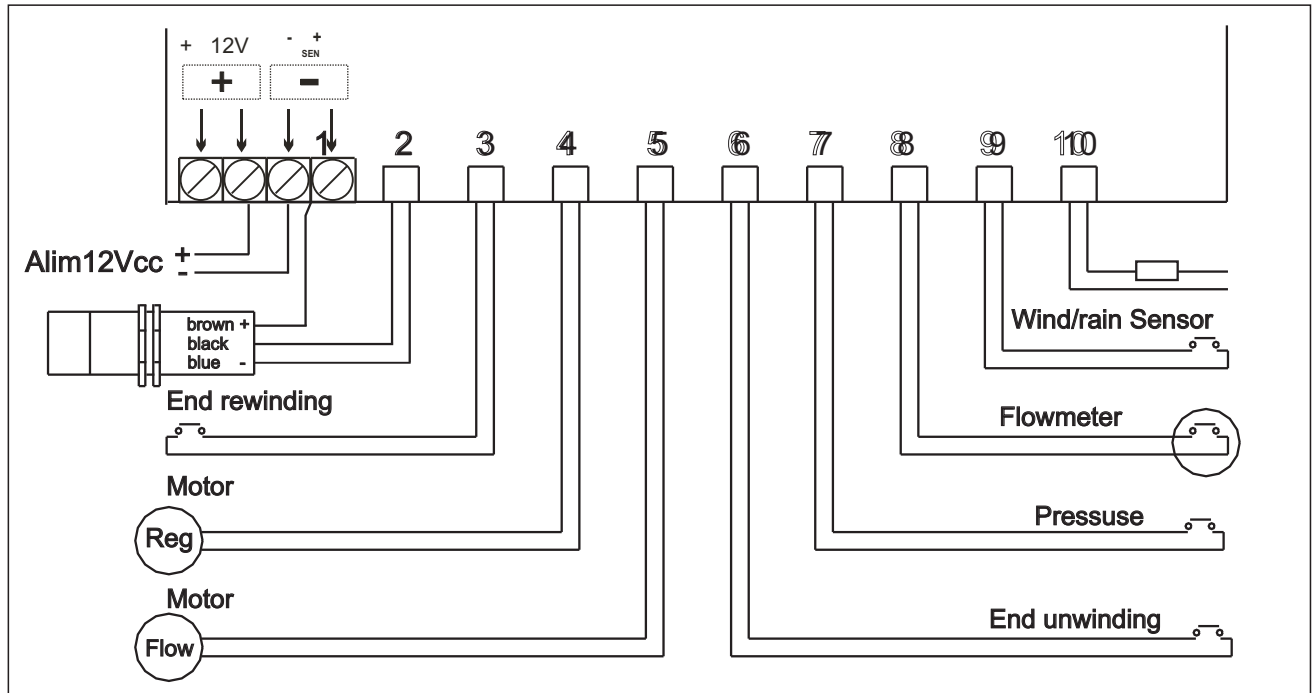 + 12V - +
SEN
+ -
1 2 3 4 5 6 7 8 9 10
Alim12Vcc + -
brown +
black
blue -
Wind/rain Sensor
End rewinding
Flowmeter
Motor
Reg
Pressuse
Motor
Flow
End unwinding